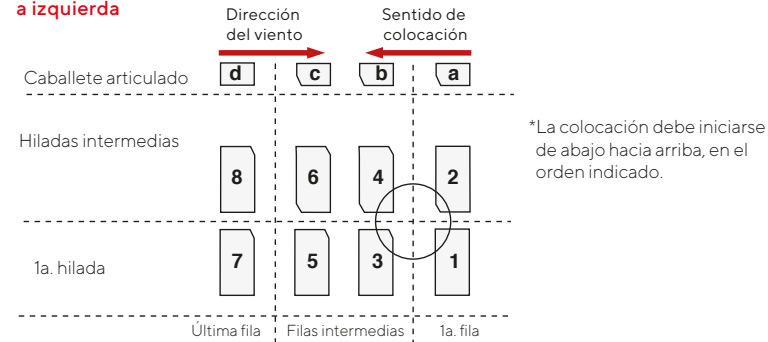 a izquierda
Dirección
del viento
Sentido de
colocación
Caballete articulado
d c b a
Hiladas intermedias
8 6 4 2
*La colocación debe iniciarse
de abajo hacia arriba, en el
orden indicado.
1a. hilada
7 5 3 1
Última fila Filas intermedias 1a. fila